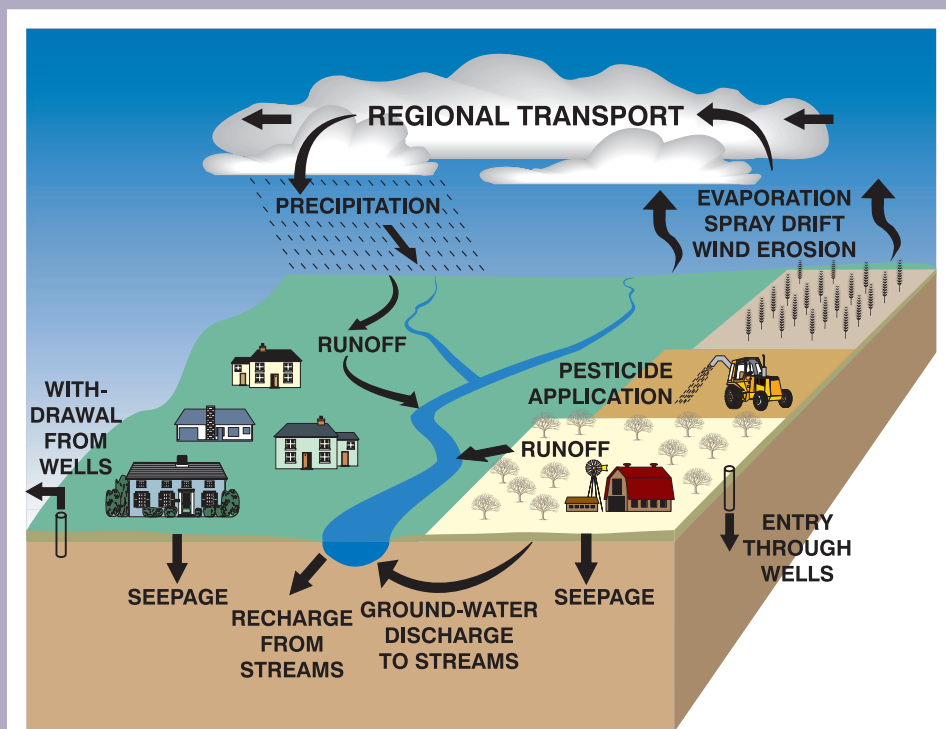 REGIONAL TRANSPORT
PRECIPITATION
EVAPORATION
SPRAY DRIFT
WIND EROSION
RUNOFF
PESTICIDE
APPLICATION
WITH-
DRAWAL
FROM
WELLS
RUNOFF
ENTRY
THROUGH
WELLS
SEEPAGE
RECHARGE
FROM
STREAMS
GROUND-WATER
DISCHARGE
TO STREAMS
SEEPAGE